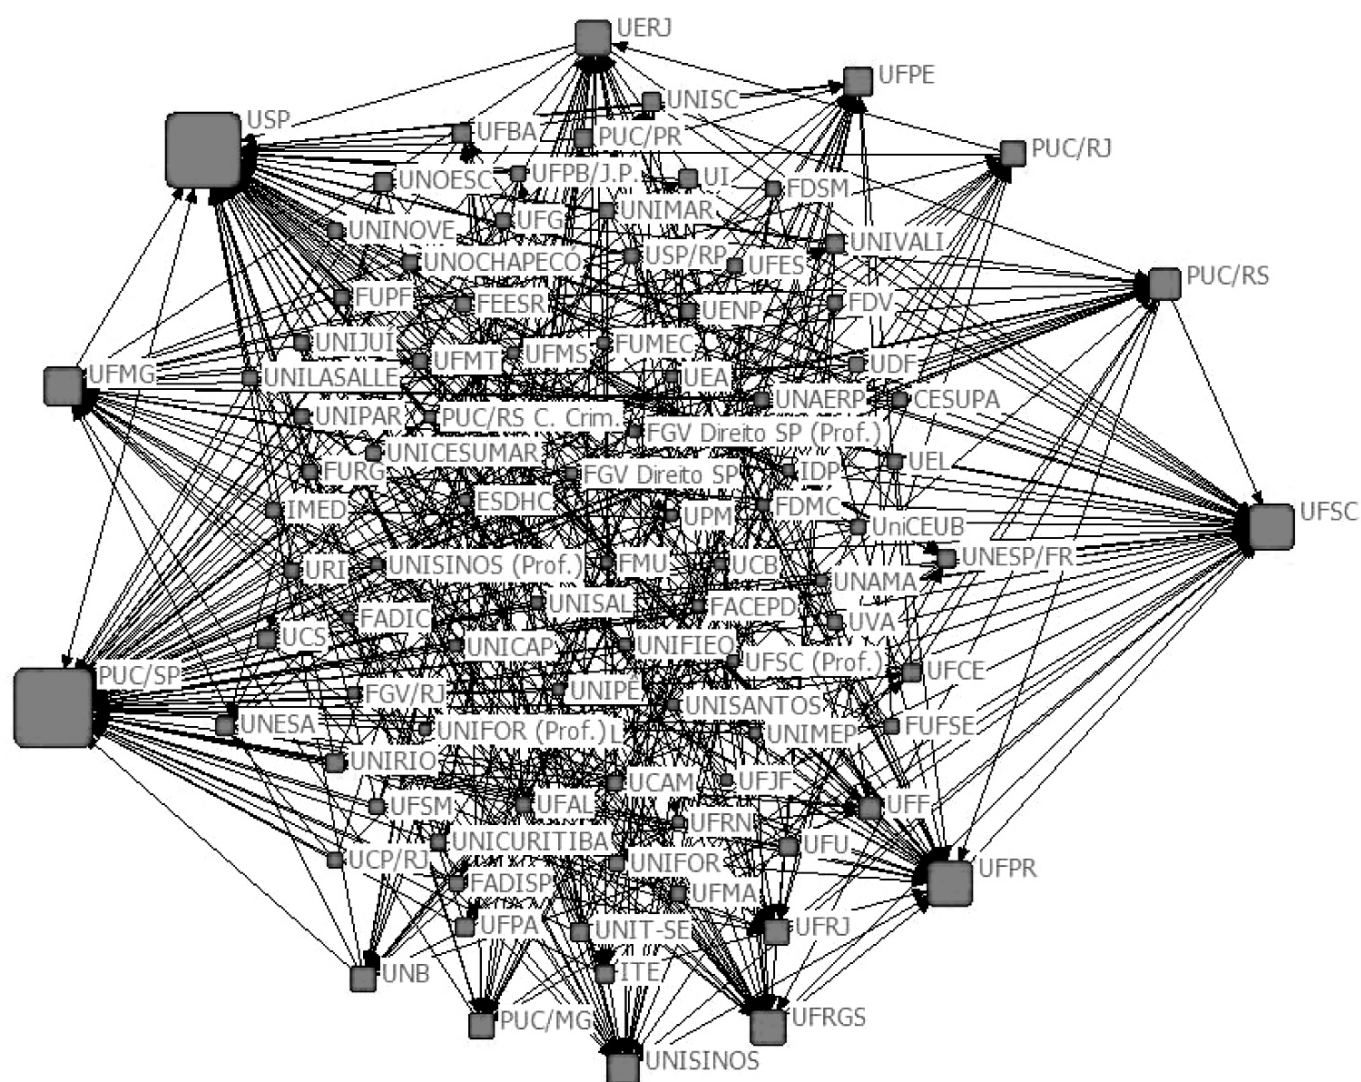 UERJ
UFPE
UNISC
USP
UFBA
PUC/PR
PUC/RJ
UNOESC
UFPB/J.P.
UI
FDSM
UFG
UNIMAR
UNINOVE
UNIVALI
UNOCHAPECÓ
USP/RP
UFES
PUC/RS
FUPF
FEESR
UENP
FDV
UNIJUÍ
UFMT
UFMS
FUMEC
UDF
UFMG
UNILASALLE
UEA
UNAERP
CESUPA
UNIPAR
PUC/RS C. Crim.
FGV Direito SP (Prof.)
UNICESUMAR
FURG
FGV Direito SP
IDP
UEL
IMED
ESDHC
UPM
FDMC
UniCEUB
UFSC
URI
UNISINOS (Prof.)
FMU
UCB
UNAMA
UNESP/FR
FADIC
UNISAL
FACEPD
UVA
UCS
UNICAP
UNIFIEO
UFSC (Prof.)
UFCE
PUC/SP
FGV/RJ
UNIPÊ
UNISANTOS
UNESA
UNIFOR (Prof.)L
UNIMEP
FUFSE
UNIRIO
UCAM
UFJF
UFSM
UFAL
UFRN
UFF
UNICURITIBA
UFU
UCP/RJ
UNIFOR
UFPR
FADISP
UFMA
UFPA
UNIT-SE
UFRJ
UNB
ITE
PUC/MG
UFRGS
UNISINOS